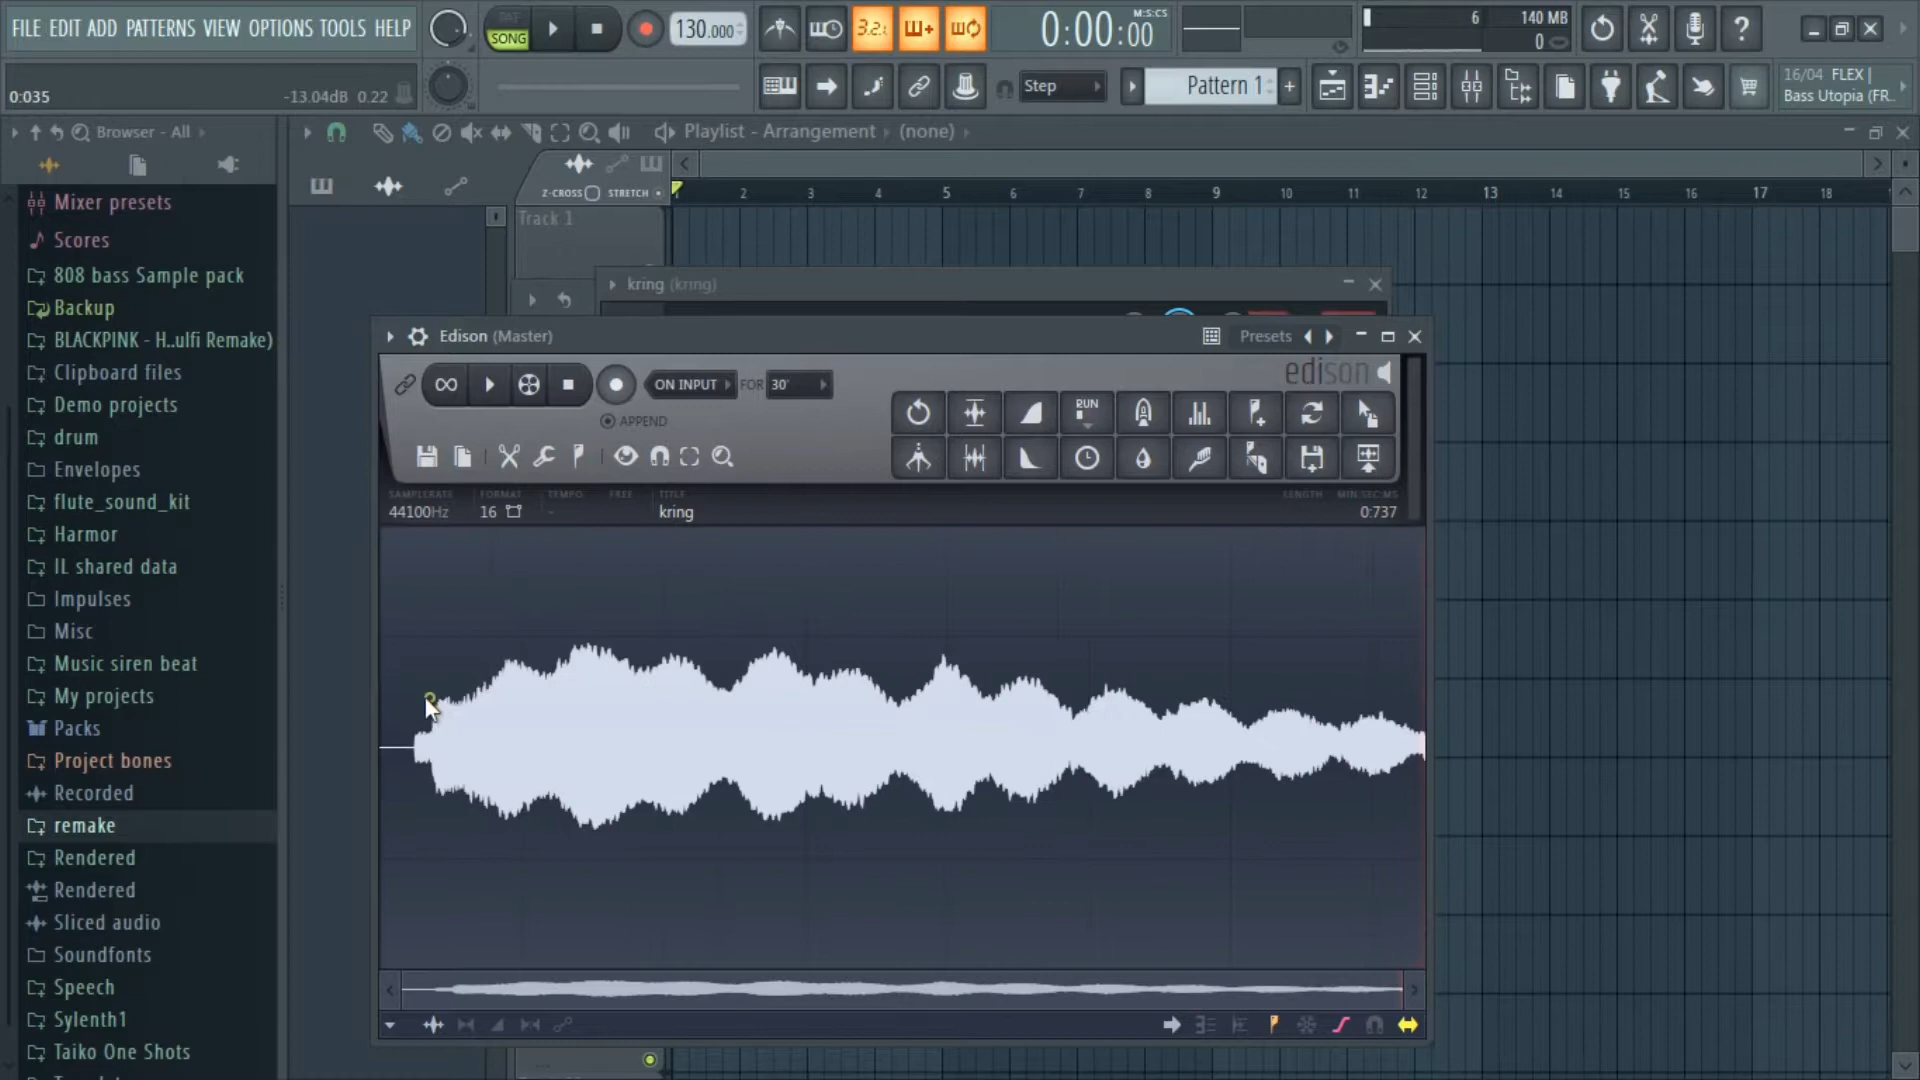 FILE EDIT ADD PATTERNS VIEW OPTIONS TOOLS HELP
PAT
SONG
130.000
3.2.
0:00:00
M:S:CS
6
140 MB
0
0:035
-13.04dB 0.22
Step
Pattern 1
+
16/04 FLEX |
Bass Utopia (FR..
Browser - All
Playlist - Arrangement
(none)
Z-CROSS
STRETCH
1 2 3 4 5 6 7 8 9 10 11 12 13 14 15 16 17 18
Track 1
Mixer presets
Scores
808 bass Sample pack
Backup
BLACKPINK - H..ulfi Remake)
Clipboard files
Demo projects
drum
Envelopes
flute_sound_kit
Harmor
IL shared data
Impulses
Misc
Music siren beat
My projects
Packs
Project bones
Recorded
remake
Rendered
Rendered
Sliced audio
Soundfonts
Speech
Sylenth1
Taiko One Shots
kring (kring)
Edison (Master)
Presets
edison
ON INPUT
FOR
30'
APPEND
RUN
SAMPLERATE
FORMAT
TEMPO
FREE
TITLE
LENGTH
MIN:SEC:MS
44100Hz
16
-
kring
0:737